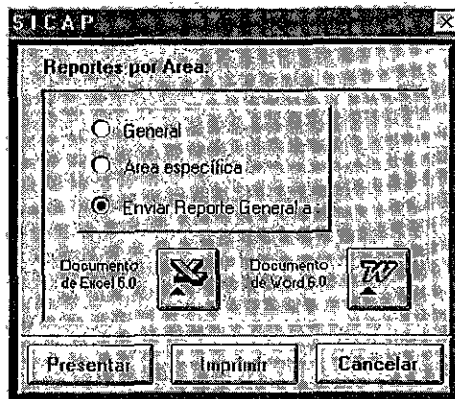 SICAP
Reportes por Area:
General
Area específica
Enviar Reporte General a :
Documento
de Excel 5.0
Documento
de Word 6.0
Presentar
Imprimir
Cancelar